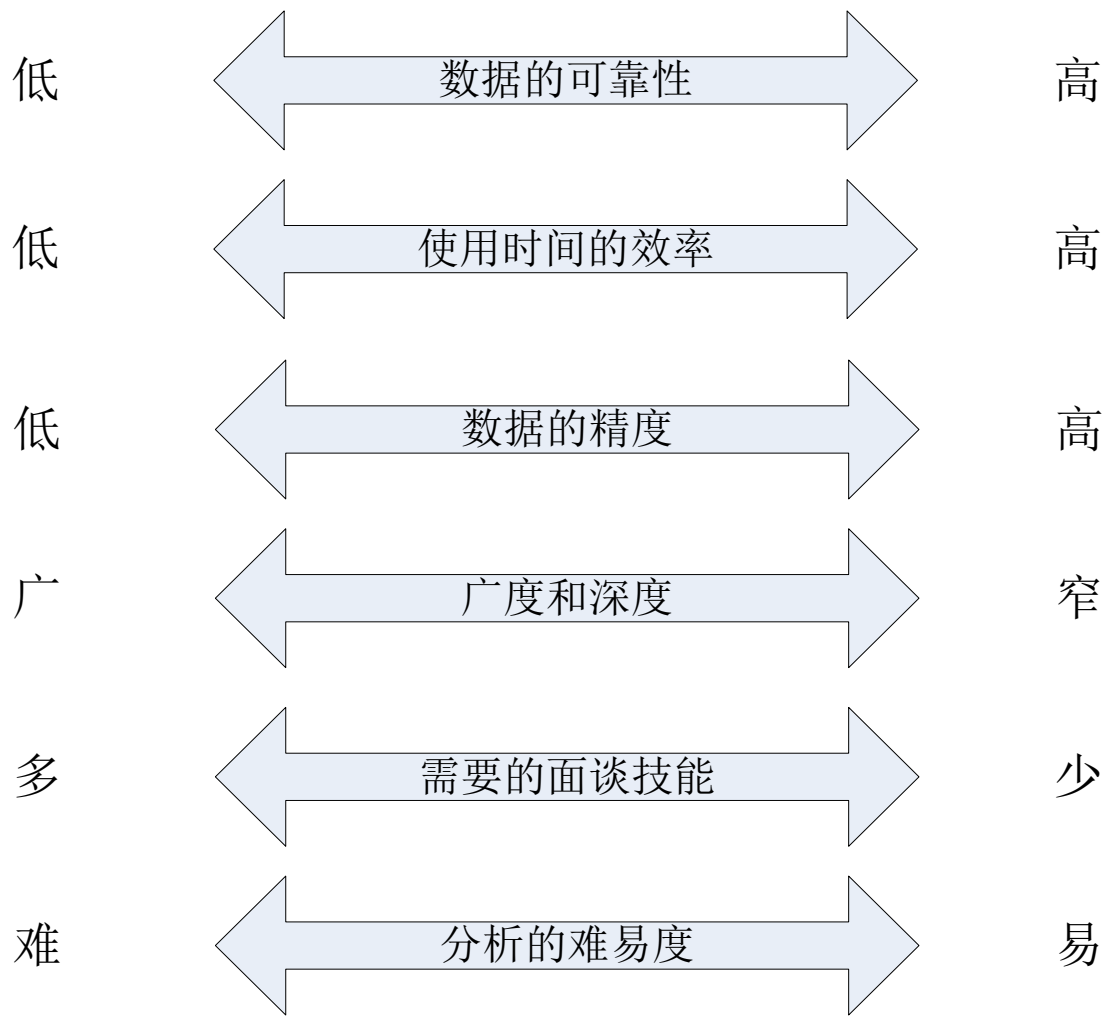 低 数据的可靠性 高
低 使用时间的效率 高
低 数据的精度 高
广 广度和深度 窄
多 需要的面谈技能 少
难 分析的难易度 易